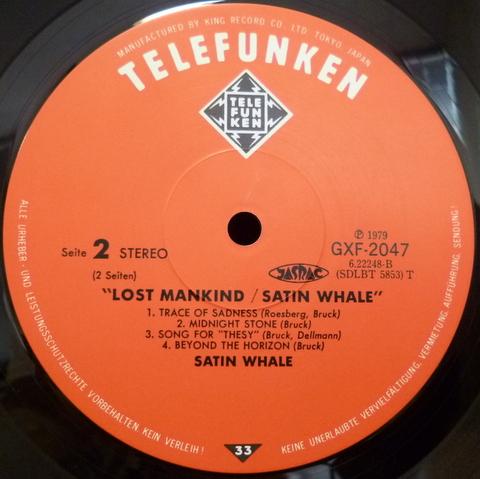 MANUFACTURED BY KING RECORD CO. LTD. TOKYO. JAPAN
TELEFUNKEN
TELE
FUN
KEN
Seite 2 STEREO
(2 Seiten)
℗ 1979
GXF-2047
6.22248-B
JASRAC (SDLBT 5853) T
"LOST MANKIND / SATIN WHALE"
1. TRACE OF SADNESS (Roesberg, Bruck)
2. MIDNIGHT STONE (Bruck)
3. SONG FOR "THESY" (Bruck, Dellmann)
4. BEYOND THE HORIZON (Bruck)
SATIN WHALE
ALLE URHEBER- UND LEISTUNGSSCHUTZRECHTE VORBEHALTEN. KEIN VERLEIH!
33
KEINE UNERLAUBTE VERVIELFÄLTIGUNG, VERMIETUNG, AUFFÜHRUNG, SENDUNG!